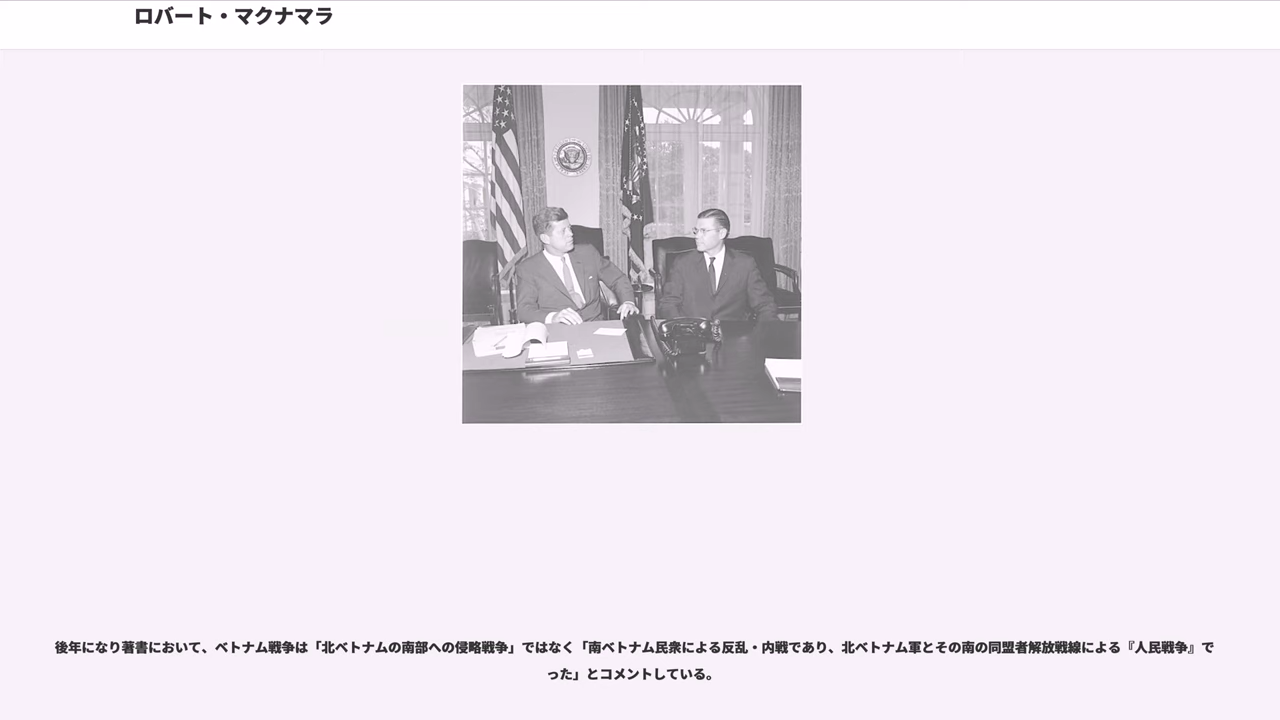 ロバート・マクナマラ
後年になり著書において、ベトナム戦争は「北ベトナムの南部への侵略戦争」ではなく「南ベトナム民衆による反乱・内戦であり、北ベトナム軍とその南の同盟者解放戦線による『人民戦争』で
った」とコメントしている。